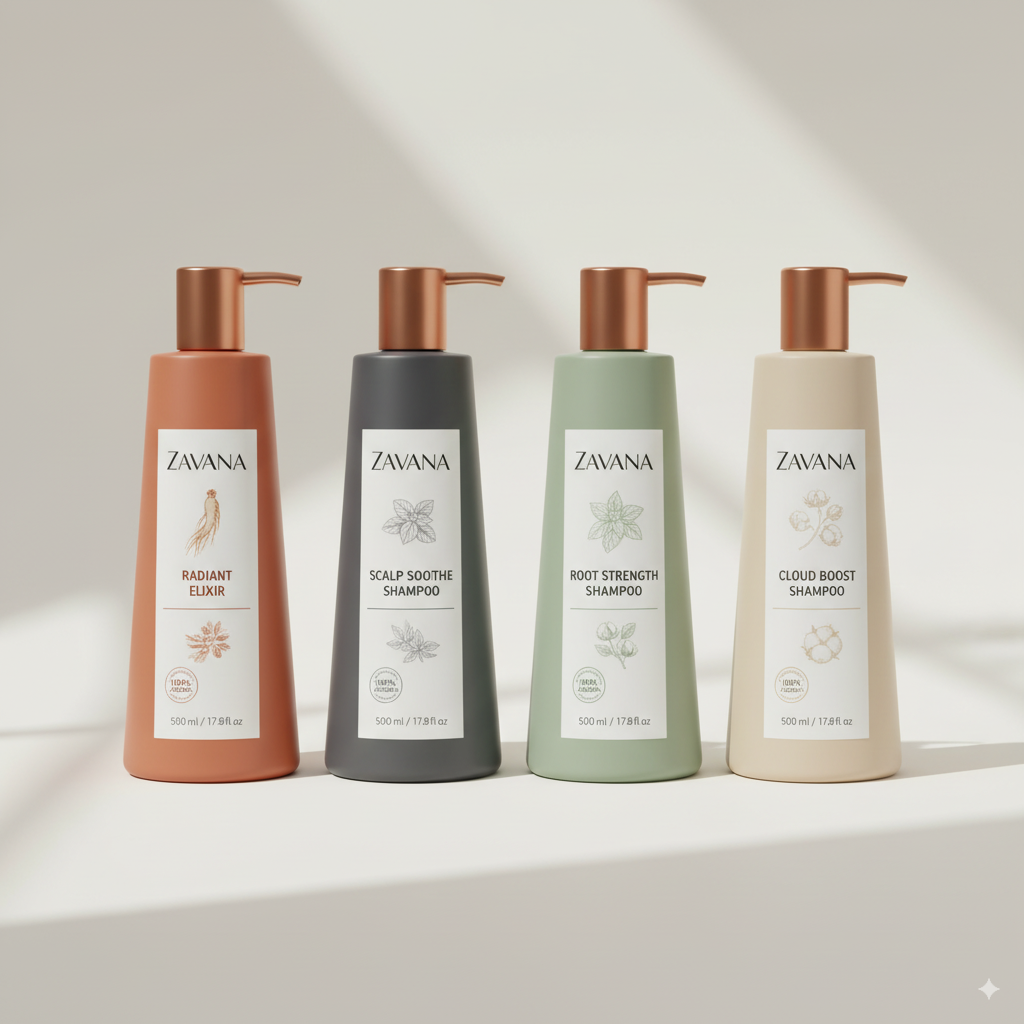 ZAVANA
RADIANT
ELIXIR
500 ml / 17.9 fl oz
ZAVANA
SCALP SOOTHE
SHAMPOO
500 ml / 17.9 fl oz
ZAVANA
ROOT STRENGTH
SHAMPOO
500 ml / 17.9 fl oz
ZAVANA
CLOUD BOOST
SHAMPOO
500 ml / 17.9 fl oz